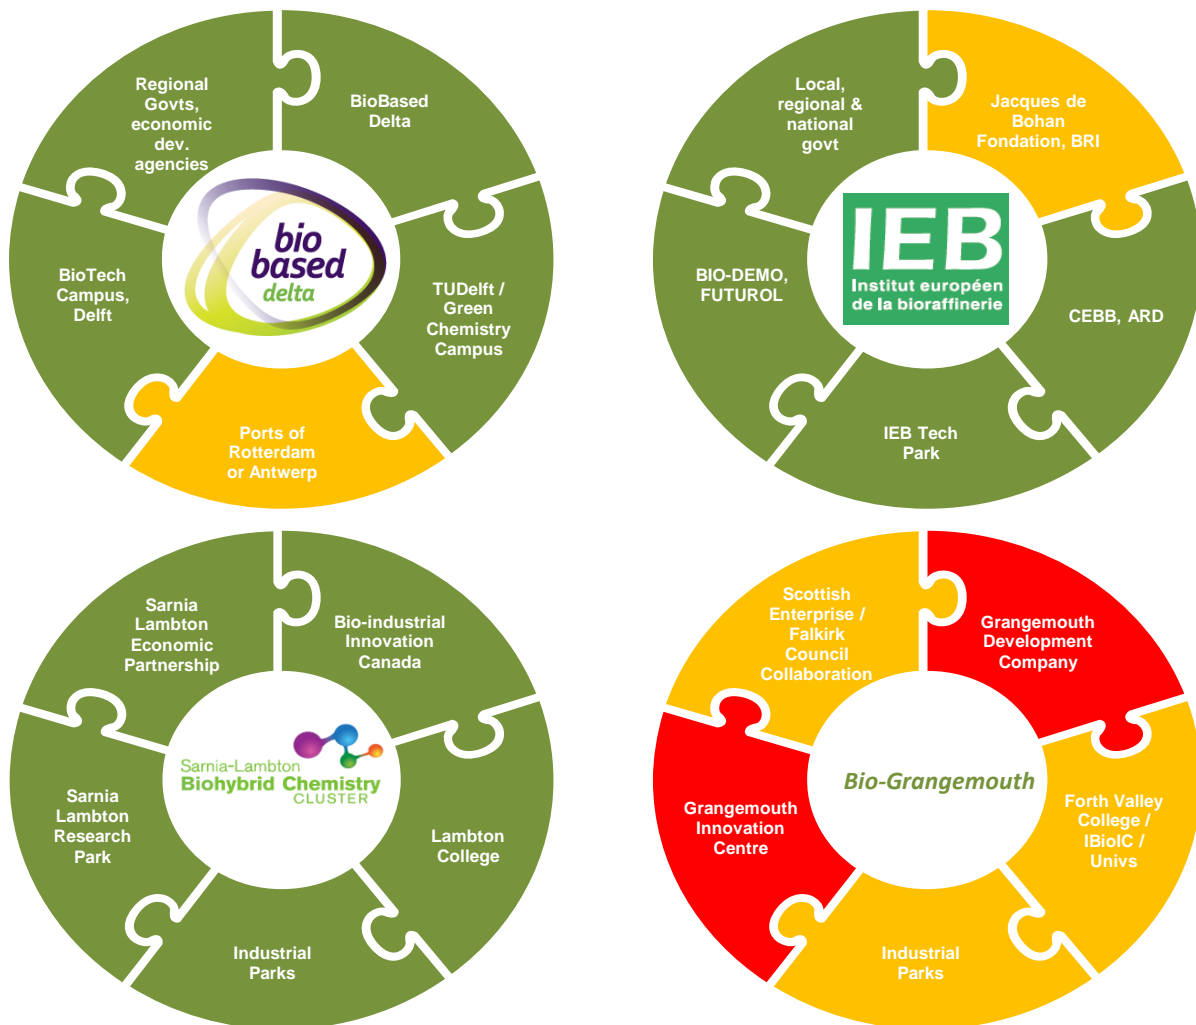 Regional
Govts,
economic
dev.
agencies
BioBased
Delta
BioTech
Campus,
Delft
bio
based
delta
TUDelft /
Green
Chemistry
Campus
Ports of
Rotterdam
or Antwerp
Local,
regional &
national
govt
Jacques de
Bohan
Fondation, BRI
BIO-DEMO,
FUTUROL
IEB
Institut européen
de la bioraffinerie
CEBB, ARD
IEB Tech
Park
Sarnia
Lambton
Economic
Partnership
Bio-industrial
Innovation
Canada
Sarnia
Lambton
Research
Park
Sarnia-Lambton
Biohybrid Chemistry
CLUSTER
Lambton
College
Industrial
Parks
Scottish
Enterprise /
Falkirk
Council
Collaboration
Grangemouth
Development
Company
Grangemouth
Innovation
Centre
Bio-Grangemouth
Forth Valley
College /
IBioIC /
Univs
Industrial
Parks